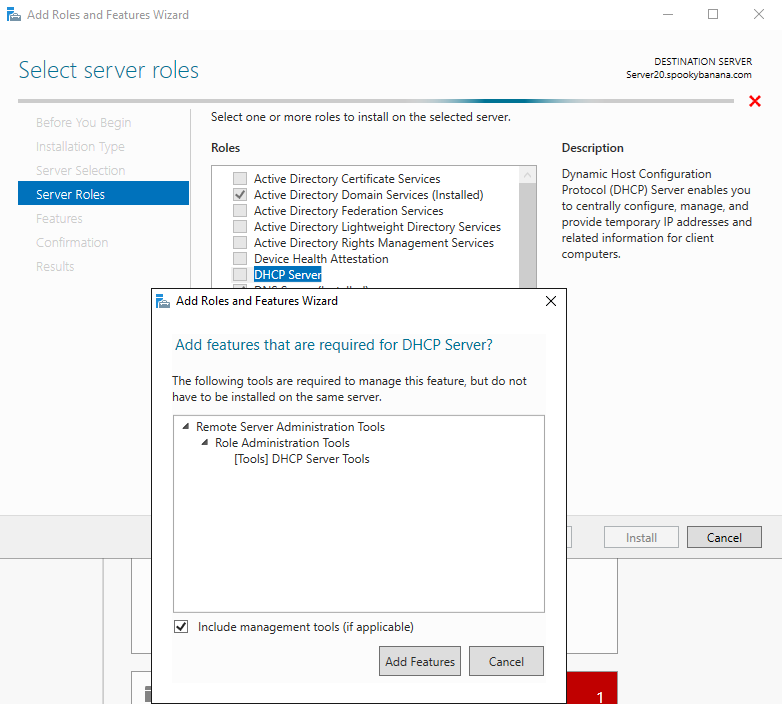 Add Roles and Features Wizard
Select server roles
DESTINATION SERVER
Server20.spookybanana.com
Before You Begin
Installation Type
Server Selection
Server Roles
Features
Confirmation
Results
Select one or more roles to install on the selected server.
Roles
Active Directory Certificate Services
Active Directory Domain Services (Installed)
Active Directory Federation Services
Active Directory Lightweight Directory Services
Active Directory Rights Management Services
Device Health Attestation
DHCP Server
Description
Dynamic Host Configuration
Protocol (DHCP) Server enables you
to centrally configure, manage, and
provide temporary IP addresses and
related information for client
computers.
Add Roles and Features Wizard
Add features that are required for DHCP Server?
The following tools are required to manage this feature, but do not
have to be installed on the same server.
Remote Server Administration Tools
Role Administration Tools
[Tools] DHCP Server Tools
Include management tools (if applicable)
Add Features
Cancel
Install
Cancel
1